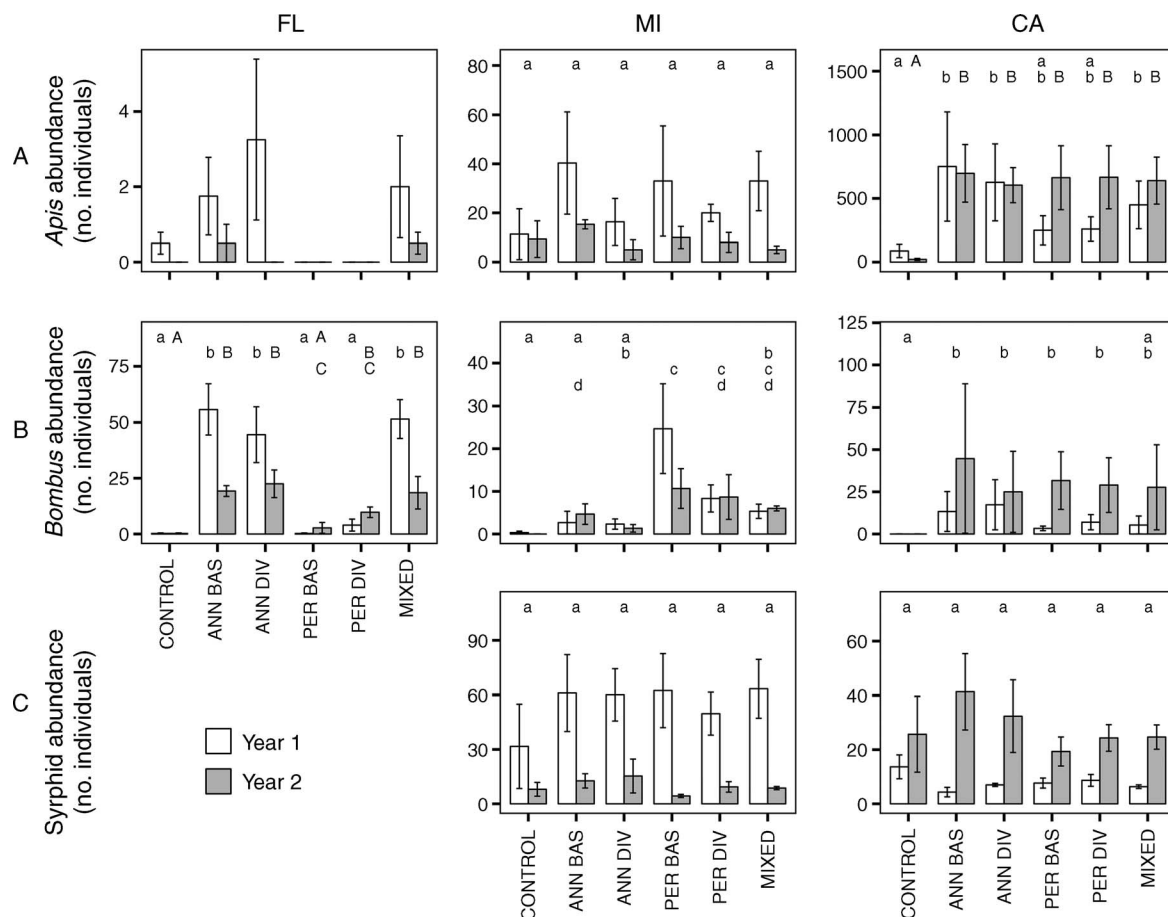 FL
MI
CA
A
Apis abundance
(no. individuals)
4
2
0
80
60
40
20
0
a a a a a a
1500
1000
500
0
a A a a
b B b B b B b B b B
B
Bombus abundance
(no. individuals)
75
50
25
0
a A a A a
b B b B B b B
C C
CONTROL
ANN BAS
ANN DIV
PER BAS
PER DIV
MIXED
40
30
20
10
0
a a a b
b c c c
d d d
125
100
75
50
25
0
a a
b b b b b
C
Syrphid abundance
(no. individuals)
Year 1
Year 2
90
60
30
0
a a a a a a
CONTROL
ANN BAS
ANN DIV
PER BAS
PER DIV
MIXED
60
40
20
0
a a a a a a
CONTROL
ANN BAS
ANN DIV
PER BAS
PER DIV
MIXED